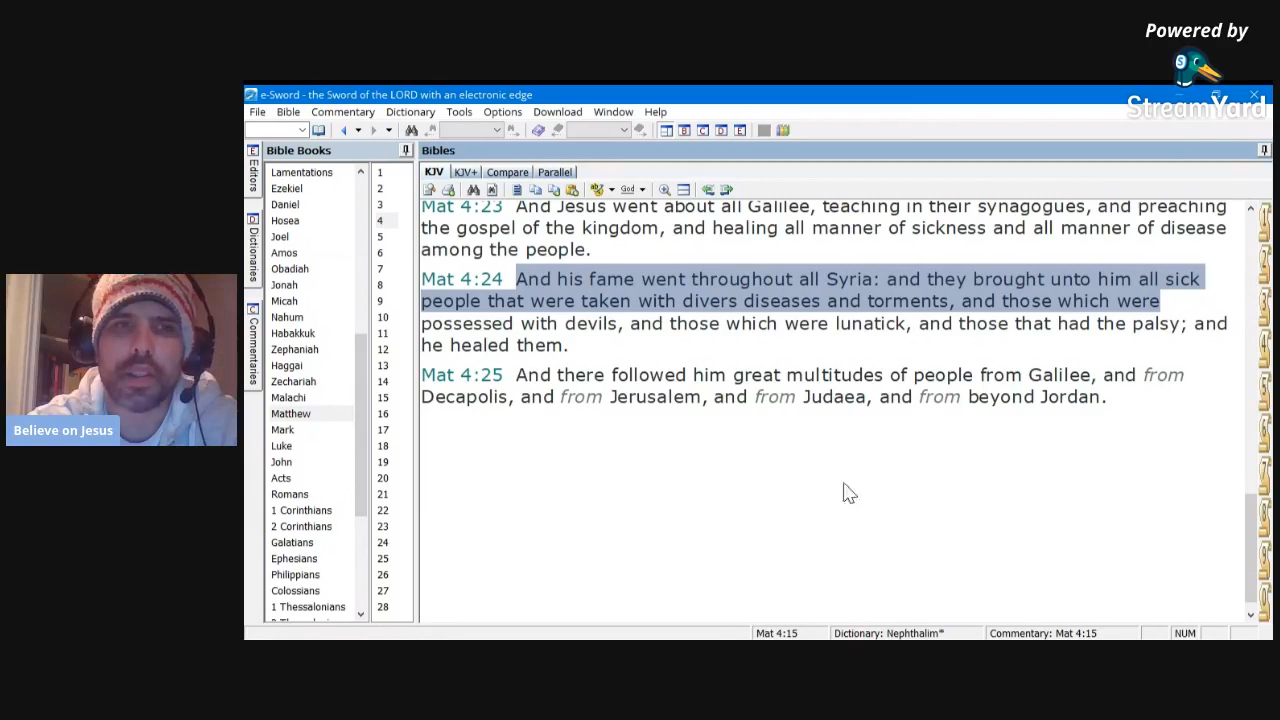 Powered by
StreamYard
e-Sword - the Sword of the LORD with an electronic edge
File Bible Commentary Dictionary Tools Options Download Window Help
Bible Books
Bibles
KJV KJV+ Compare Parallel
God
Editors
Dictionaries
Commentaries
Lamentations 1
Ezekiel 2
Daniel 3
Hosea 4
Joel 5
Amos 6
Obadiah 7
Jonah 8
Micah 9
Nahum 10
Habakkuk 11
Zephaniah 12
Haggai 13
Zechariah 14
Malachi 15
Matthew 16
Mark 17
Luke 18
John 19
Acts 20
Romans 21
1 Corinthians 22
2 Corinthians 23
Galatians 24
Ephesians 25
Philippians 26
Colossians 27
1 Thessalonians 28
Mat 4:23 And Jesus went about all Galilee, teaching in their synagogues, and preaching
the gospel of the kingdom, and healing all manner of sickness and all manner of disease
among the people.
Mat 4:24 And his fame went throughout all Syria: and they brought unto him all sick
people that were taken with divers diseases and torments, and those which were
possessed with devils, and those which were lunatick, and those that had the palsy; and
he healed them.
Mat 4:25 And there followed him great multitudes of people from Galilee, and from
Decapolis, and from Jerusalem, and from Judaea, and from beyond Jordan.
Believe on Jesus
Mat 4:15 Dictionary: Nephthalim* Commentary: Mat 4:15 NUM